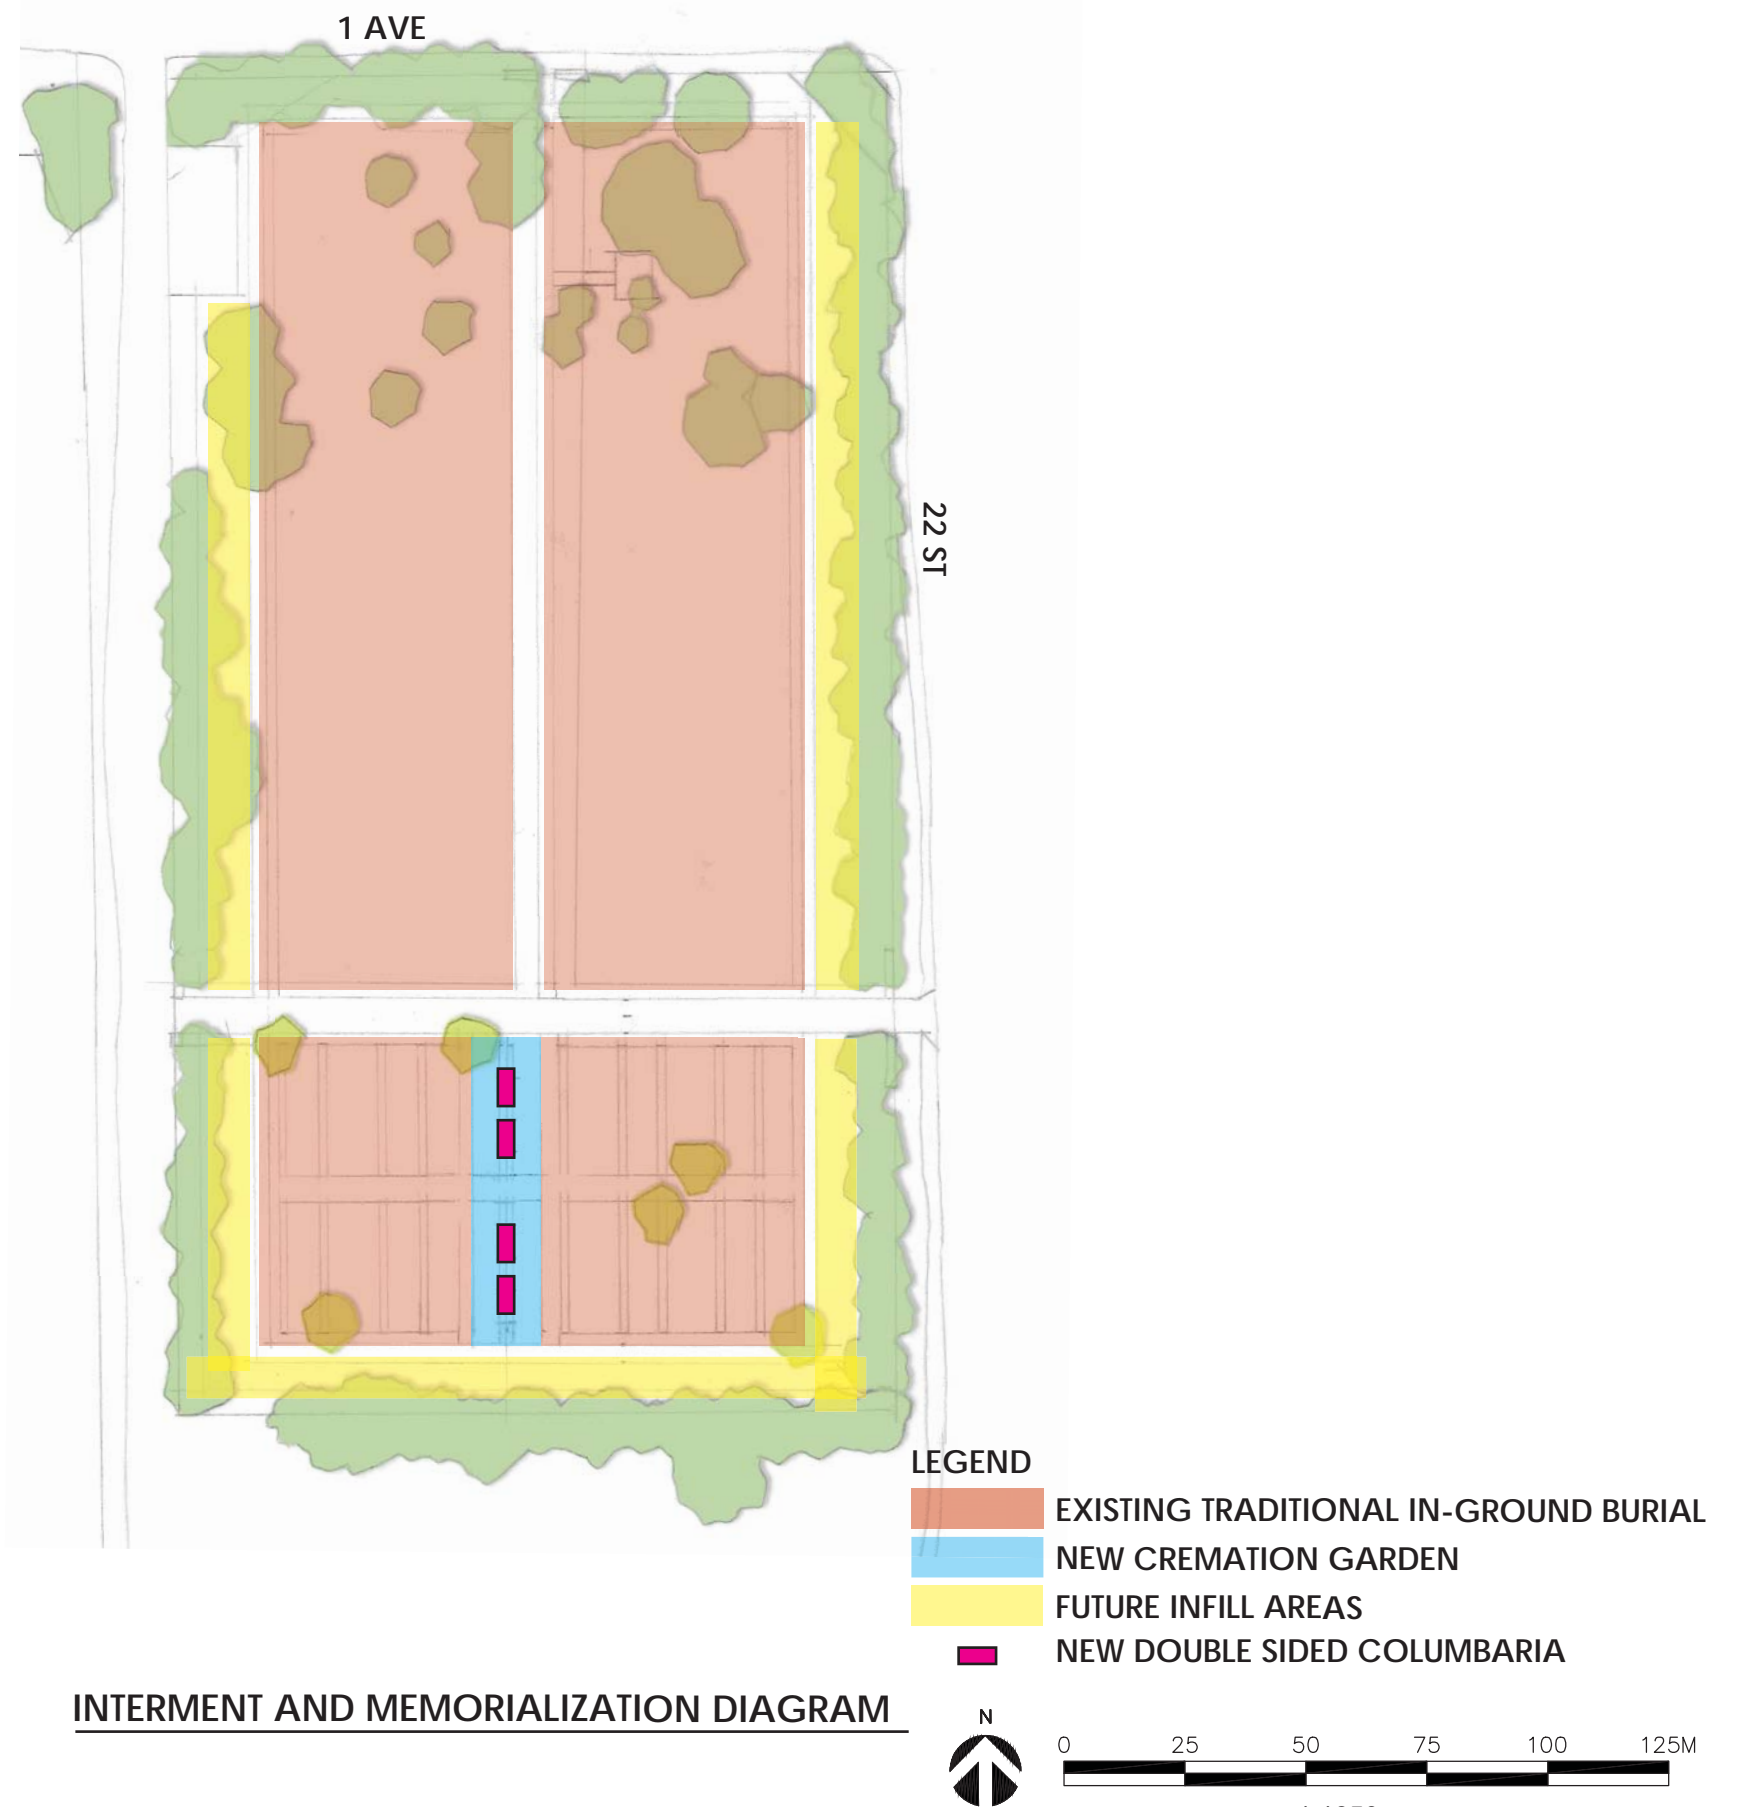 1 AVE
22 ST
LEGEND
EXISTING TRADITIONAL IN-GROUND BURIAL
NEW CREMATION GARDEN
FUTURE INFILL AREAS
NEW DOUBLE SIDED COLUMBARIA
INTERMENT AND MEMORIALIZATION DIAGRAM
N
0 25 50 75 100 125M